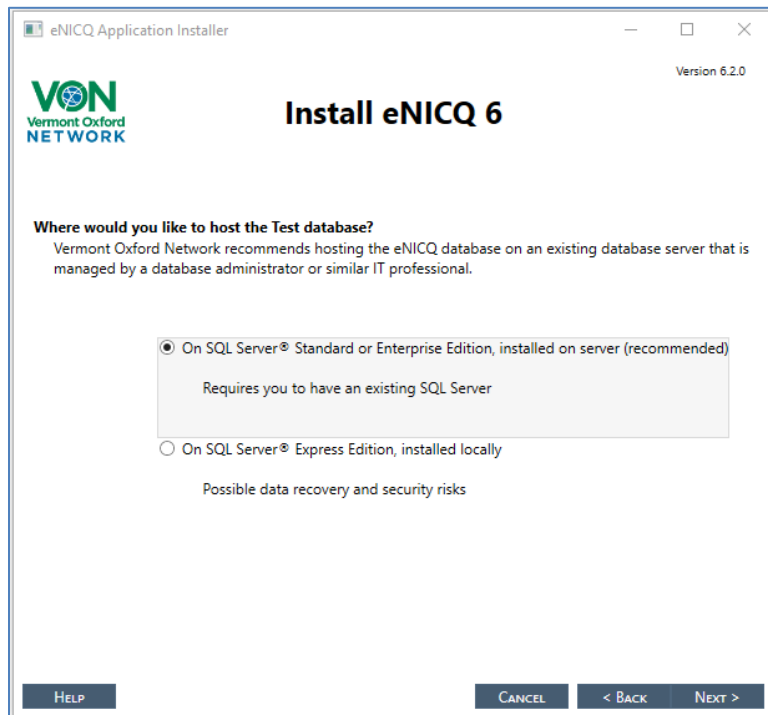 eNICQ Application Installer
Version 6.2.0
VON
Vermont Oxford
NETWORK
Install eNICQ 6
Where would you like to host the Test database?
Vermont Oxford Network recommends hosting the eNICQ database on an existing database server that is
managed by a database administrator or similar IT professional.
On SQL Server® Standard or Enterprise Edition, installed on server (recommended)
Requires you to have an existing SQL Server
On SQL Server® Express Edition, installed locally
Possible data recovery and security risks
HELP
CANCEL
< BACK
NEXT >